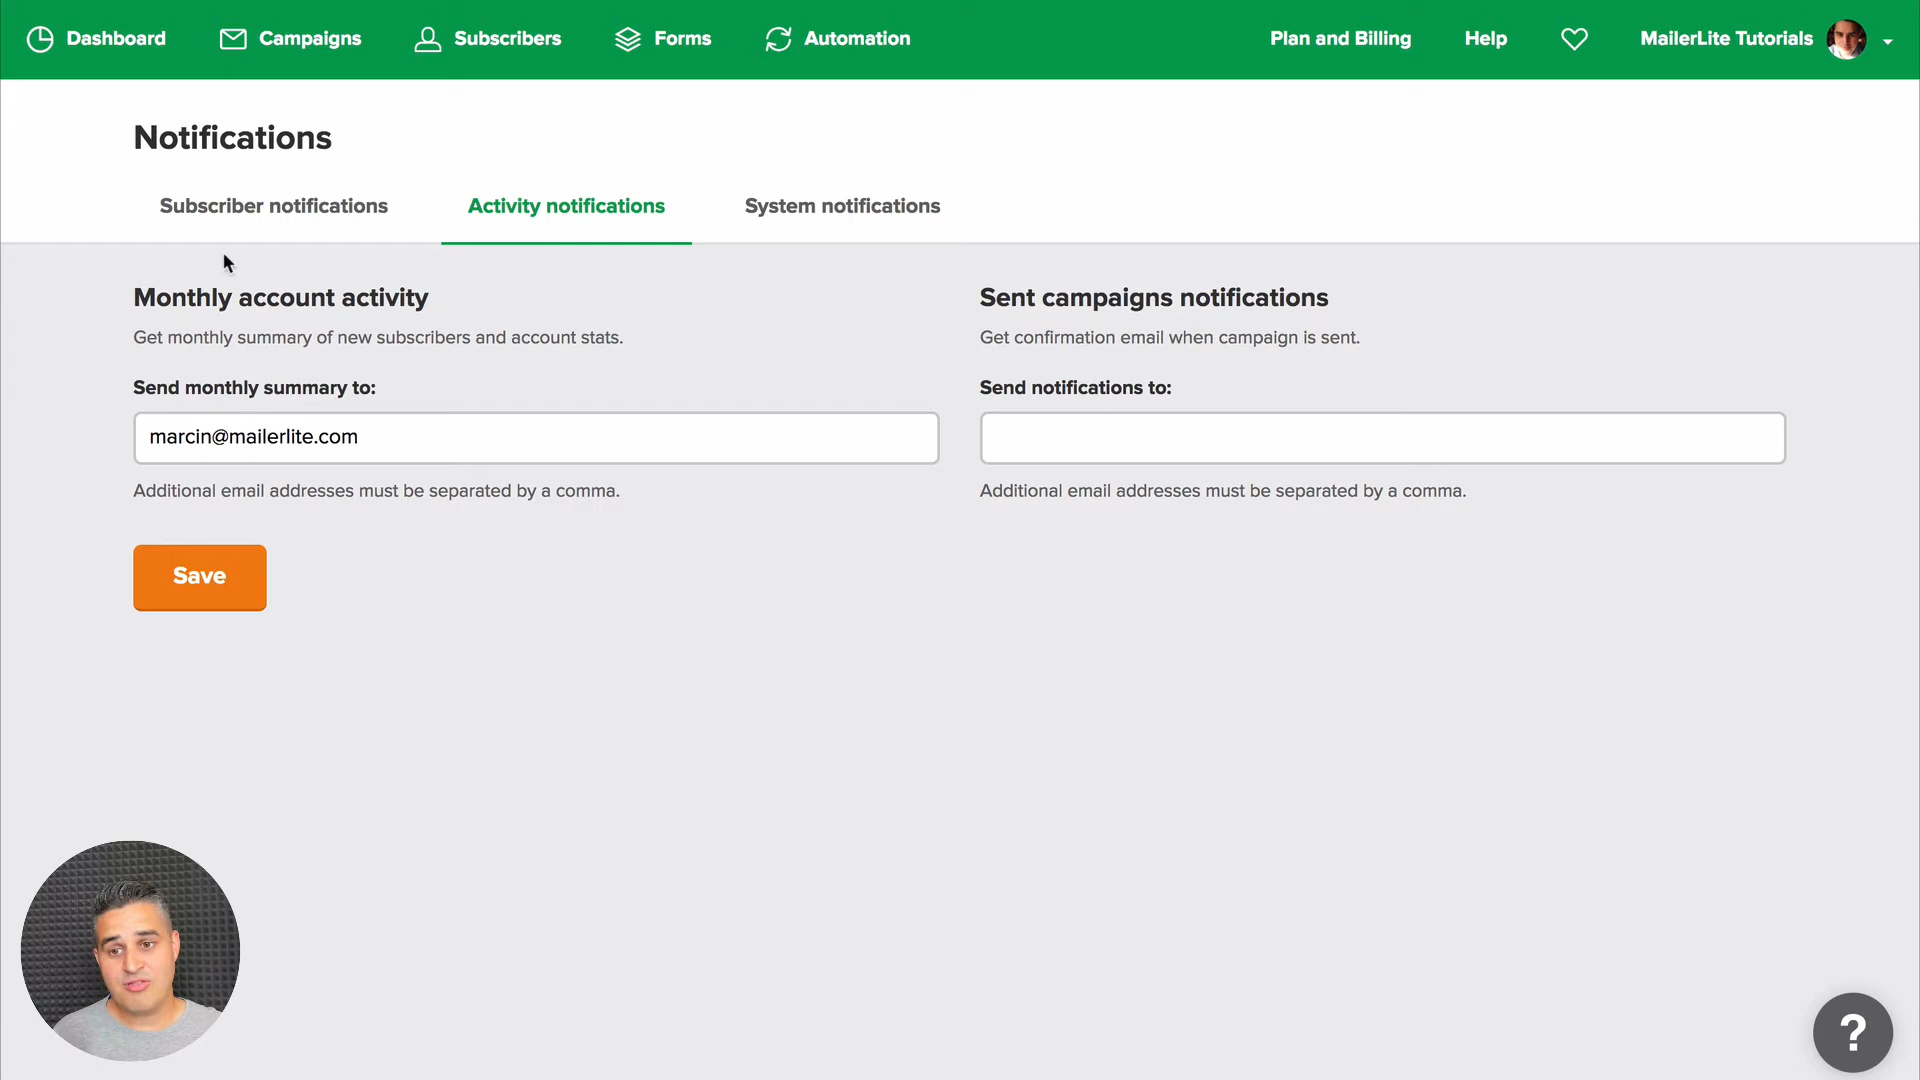 Dashboard
Campaigns
Subscribers
Forms
Automation
Plan and Billing
Help
MailerLite Tutorials
Notifications
Subscriber notifications
Activity notifications
System notifications
Monthly account activity
Get monthly summary of new subscribers and account stats.
Send monthly summary to:
marcin@mailerlite.com
Additional email addresses must be separated by a comma.
Sent campaigns notifications
Get confirmation email when campaign is sent.
Send notifications to:
Additional email addresses must be separated by a comma.
Save
?